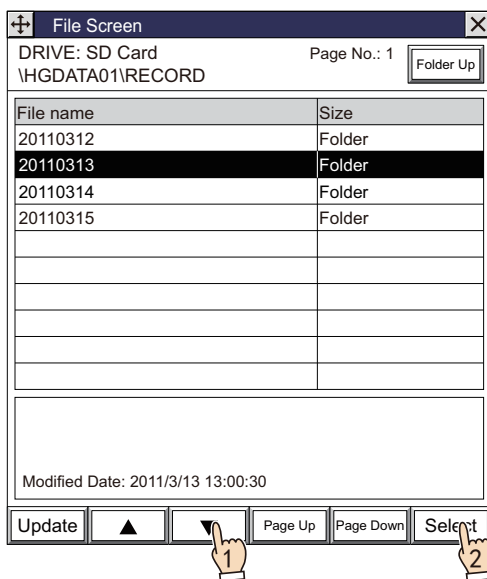 File Screen
DRIVE: SD Card Page No.: 1 Folder Up
\HGDATA01\RECORD
File name Size
20110312 Folder
20110313 Folder
20110314 Folder
20110315 Folder
Modified Date: 2011/3/13 13:00:30
Update ▲ ▼ Page Up Page Down Select
1 2